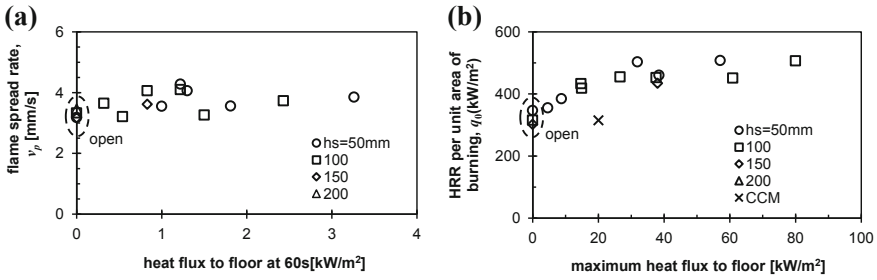 (a)
flame spread rate,
v_p [mm/s]
6
4
2
0
open
hs=50mm
100
150
200
0 1 2 3 4
heat flux to floor at 60s[kW/m²]
(b)
HRR per unit area of
burning, q₀(kW/m²)
600
400
200
0
open
hs=50mm
100
150
200
CCM
0 20 40 60 80 100
maximum heat flux to floor [kW/m²]